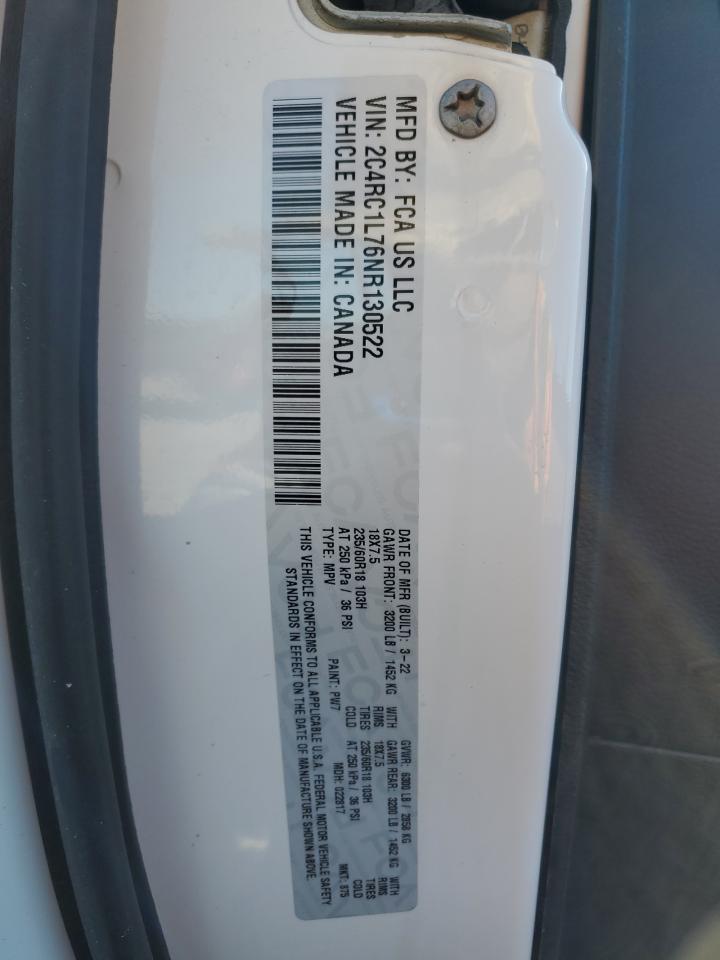 MFD BY: FCA US LLC
VIN: 2C4RC1L76NR130522
VEHICLE MADE IN: CANADA
DATE OF MFR (BUILT): 3-22 GVWR: 6300 LB / 2858 KG
GAWR FRONT: 3200 LB / 1452 KG WITH GAWR REAR: 3200 LB / 1452 KG WITH
18X7.5 RIMS 18X7.5 RIMS
235/60R18 103H TIRES 235/60R18 103H TIRES
AT 250 kPa / 36 PSI COLD AT 250 kPa / 36 PSI COLD
TYPE: MPV PAINT: PW7 MDH: 022817 MKT: 875
THIS VEHICLE CONFORMS TO ALL APPLICABLE U.S.A. FEDERAL MOTOR VEHICLE SAFETY
STANDARDS IN EFFECT ON THE DATE OF MANUFACTURE SHOWN ABOVE.